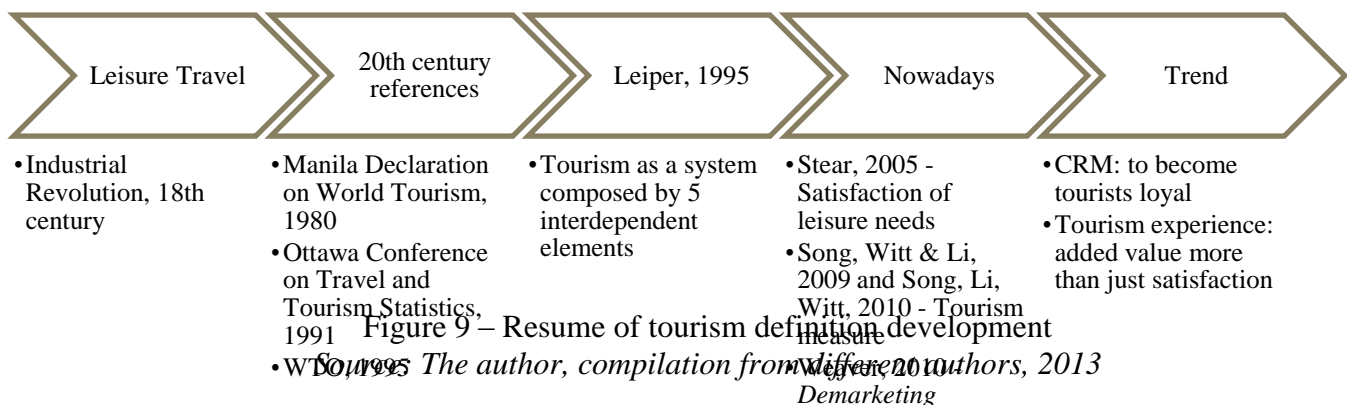 Leisure Travel
20th century
references
Leiper, 1995
Nowadays
Trend
•Industrial
Revolution, 18th
century
•Manila Declaration
on World Tourism,
1980
•Ottawa Conference
on Travel and
Tourism Statistics,
1991
•WTO, 1995
•Tourism as a system
composed by 5
interdependent
elements
•Stear, 2005 -
Satisfaction of
leisure needs
•Song, Witt & Li,
2009 and Song, Li,
Witt, 2010 - Tourism
measure
•Weaver, 2010 -
Demarketing
•CRM: to become
tourists loyal
•Tourism experience:
added value more
than just satisfaction
Figure 9 – Resume of tourism definition development
Source: The author, compilation from different authors, 2013